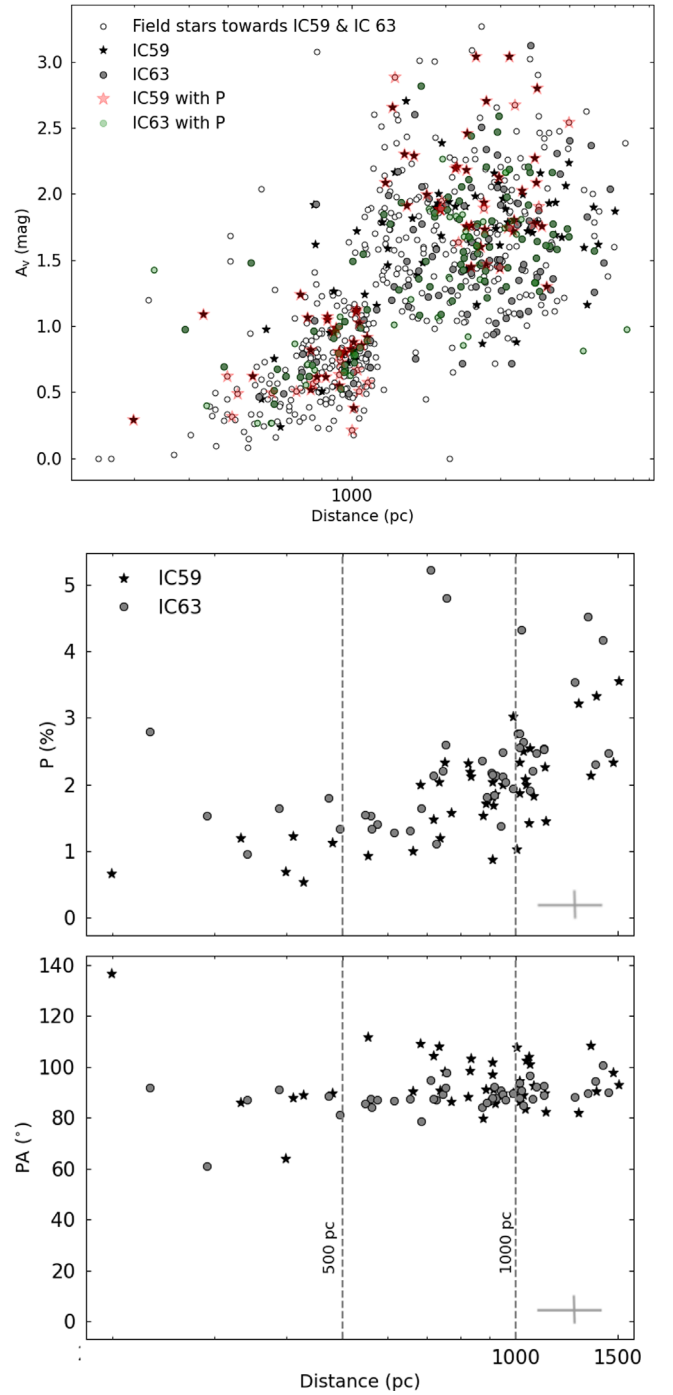 Field stars towards IC59 & IC 63
IC59
IC63
IC59 with P
IC63 with P
3.0
2.5
2.0
1.5
1.0
0.5
0.0
Av (mag)
1000
Distance (pc)
IC59
IC63
5
4
3
2
1
0
P (%)
140
120
100
80
60
40
20
0
PA (°)
500 pc
1000 pc
1000
1500
Distance (pc)